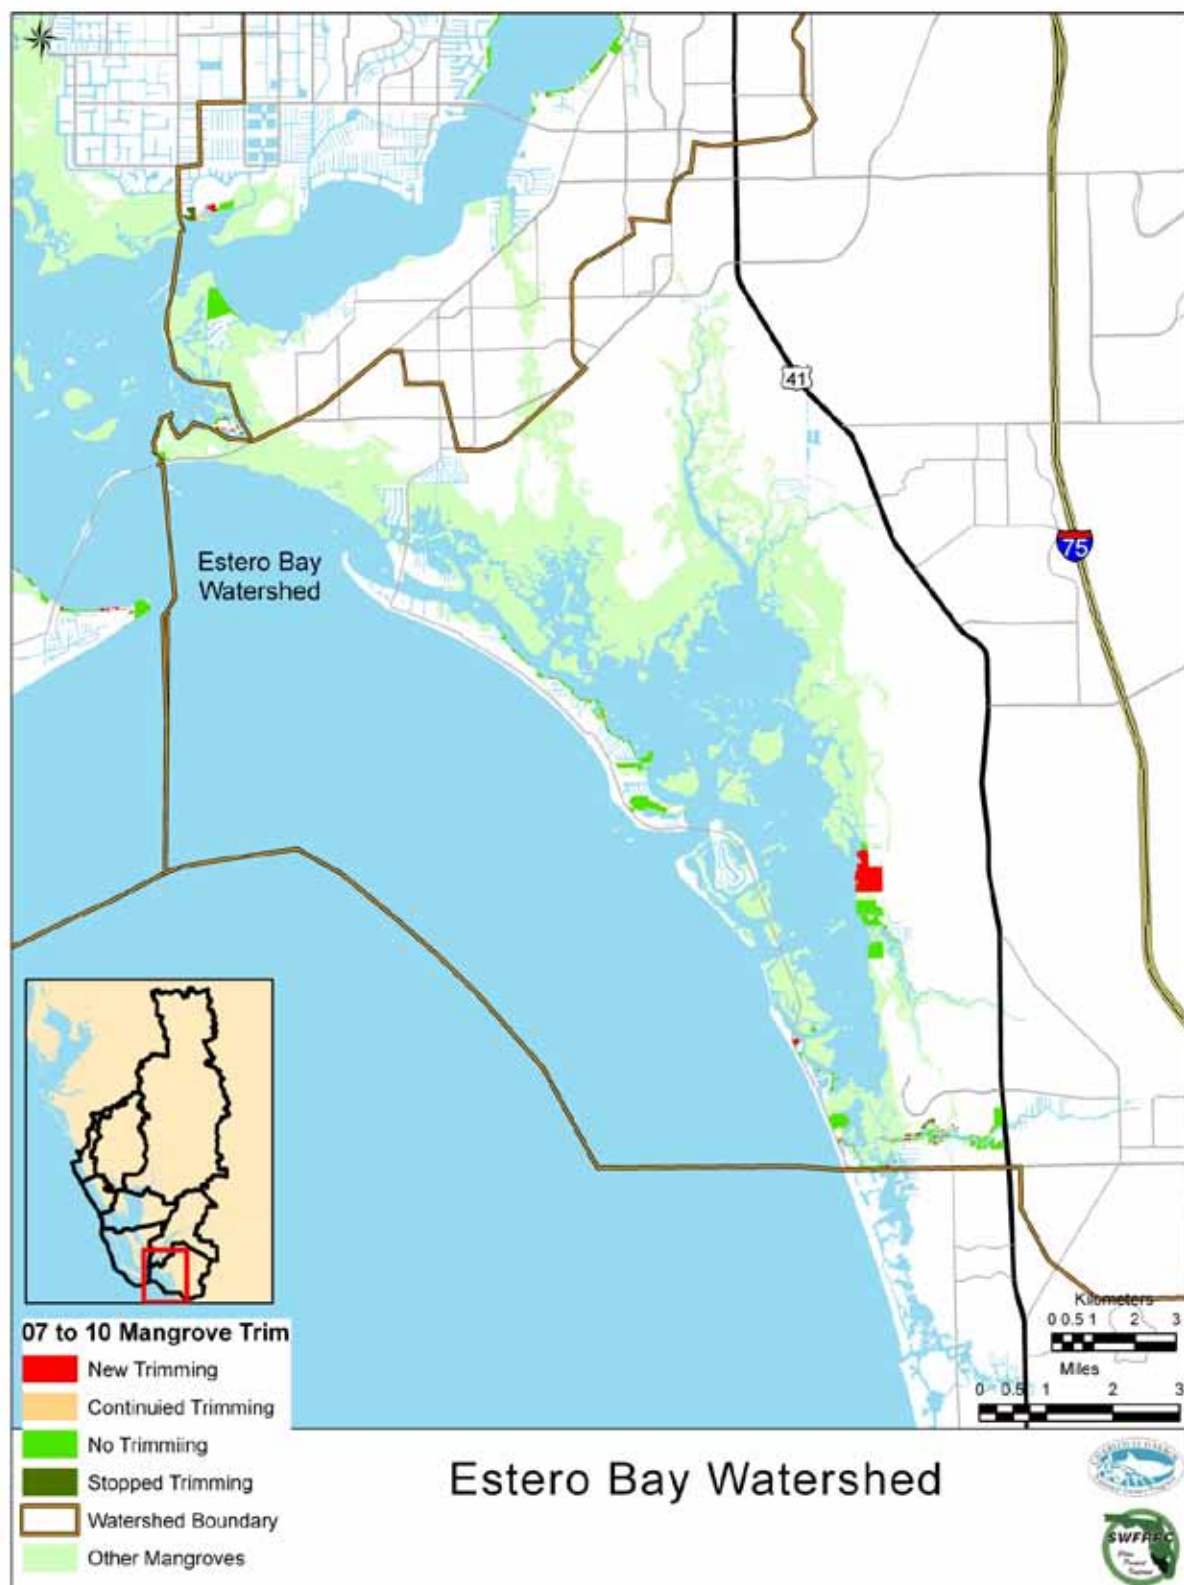 41
75
Estero Bay
Watershed
Kilometers
0 0.5 1 2 3
Miles
0 0.5 1 2 3
07 to 10 Mangrove Trim
New Trimming
Continuied Trimming
No Trimmiing
Stopped Trimming
Watershed Boundary
Other Mangroves
Estero Bay Watershed
SWFRPC